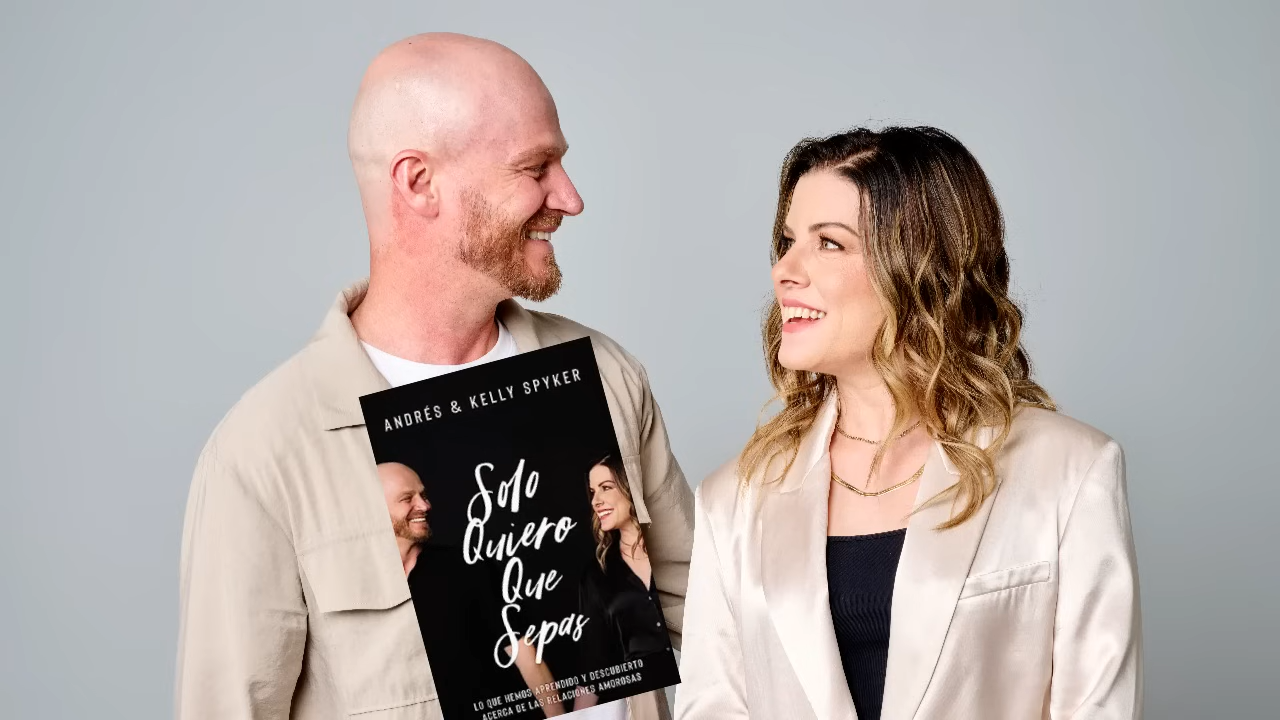 ANDRÉS & KELLY SPYKER
Solo
Quiero
Que
Sepas
LO QUE HEMOS APRENDIDO Y DESCUBIERTO
ACERCA DE LAS RELACIONES AMOROSAS